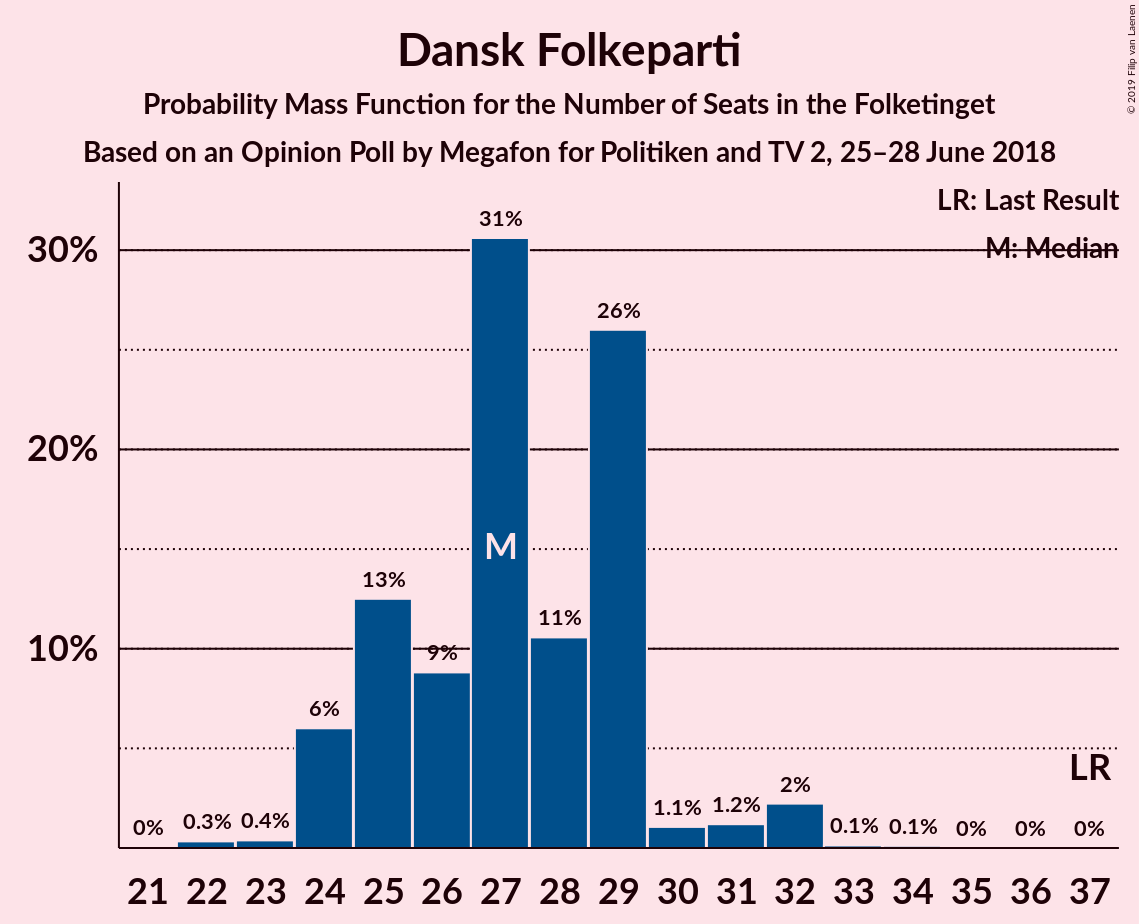 Dansk Folkeparti
Probability Mass Function for the Number of Seats in the Folketinget
Based on an Opinion Poll by Megafon for Politiken and TV 2, 25–28 June 2018
© 2019 Filip van Laenen
LR: Last Result
M: Median
30%
20%
10%
0%
0.3%
0.4%
6%
13%
9%
31%
11%
26%
1.1%
1.2%
2%
0.1%
0.1%
0%
0%
0%
M
LR
21 22 23 24 25 26 27 28 29 30 31 32 33 34 35 36 37